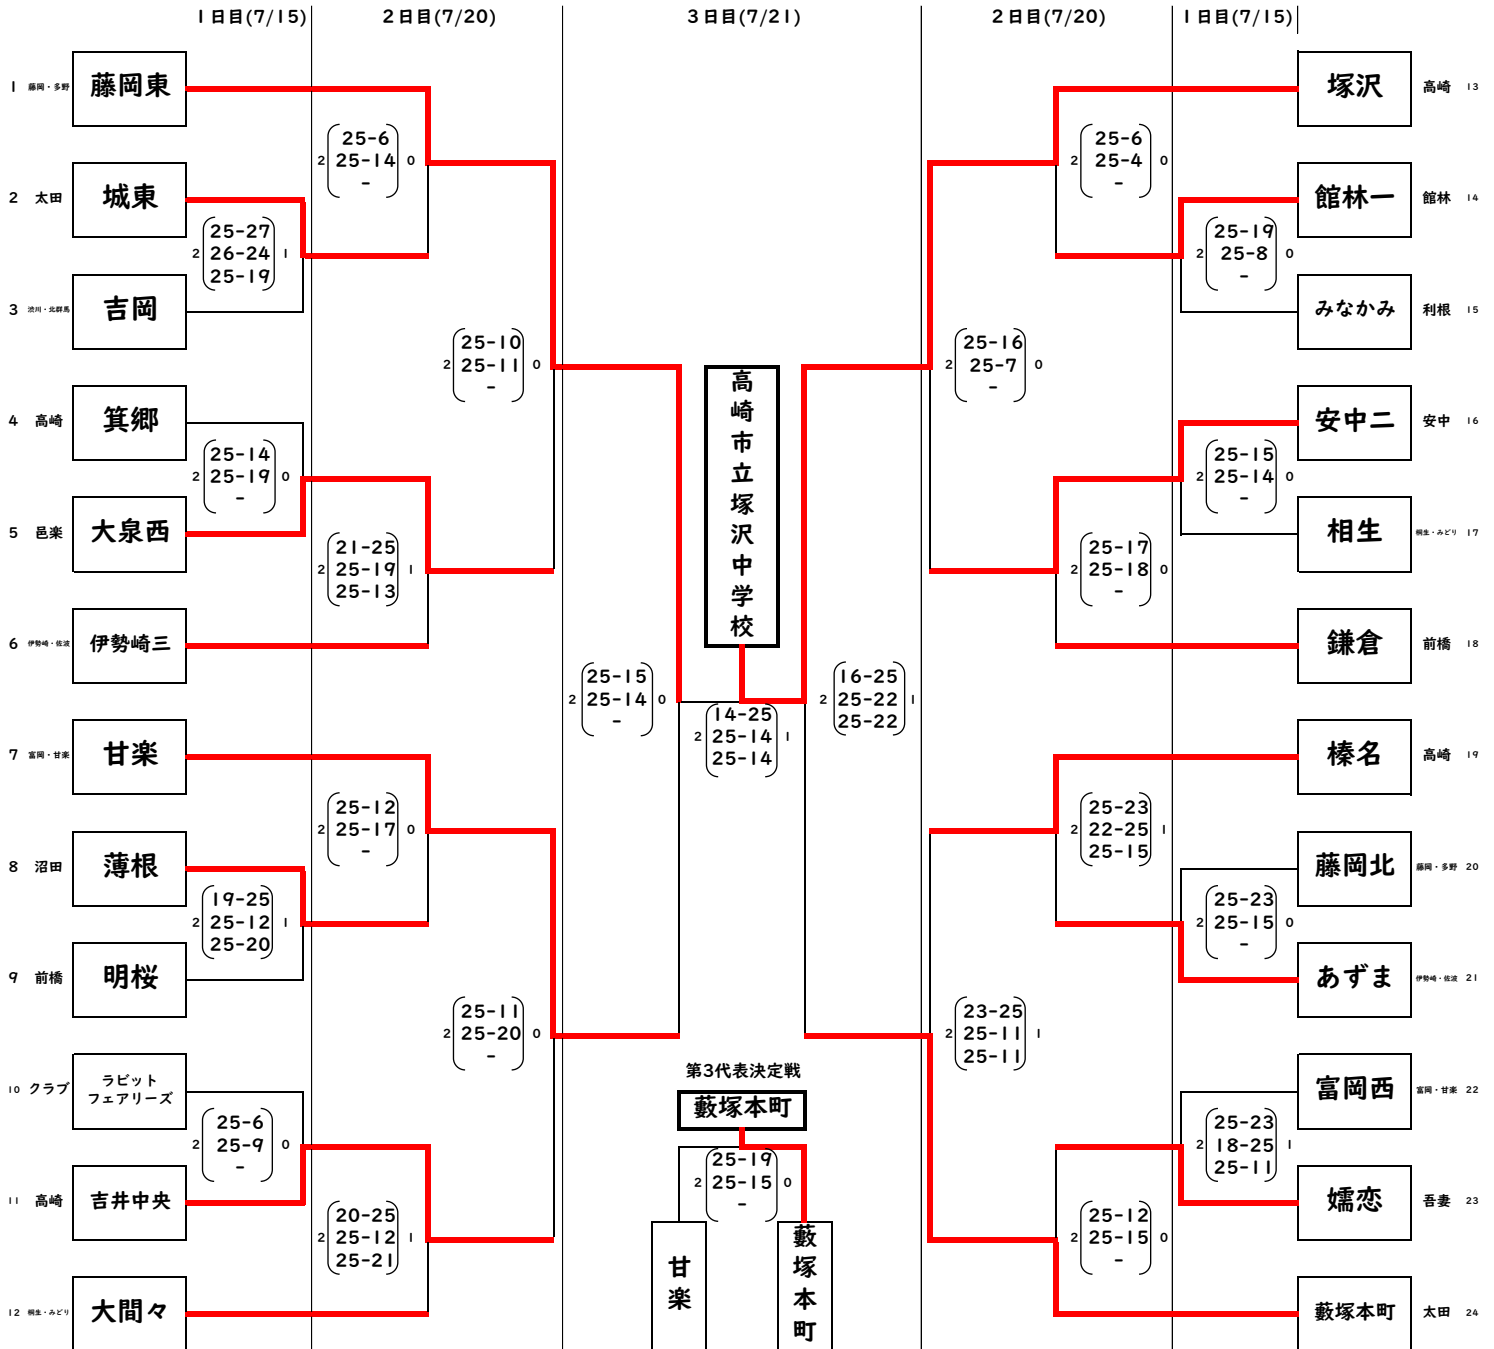 1日目(7/15)
2日目(7/20)
3日目(7/21)
2日目(7/20)
1日目(7/15)
1 藤岡・多野 藤岡東
2 太田 城東
3 渋川・北群馬 吉岡
4 高崎 箕郷
5 邑楽 大泉西
6 伊勢崎・佐波 伊勢崎三
7 富岡・甘楽 甘楽
8 沼田 薄根
9 前橋 明桜
10 クラブ ラビット
フェアリーズ
11 高崎 吉井中央
12 桐生・みどり 大間々
25-27
2 26-24 1
25-19
25-14
2 25-19 0
-
19-25
2 25-12 1
25-20
25-6
2 25-9 0
-
25-6
2 25-14 0
-
21-25
2 25-19 1
25-13
25-12
2 25-17 0
-
20-25
2 25-12 1
25-21
25-10
2 25-11 0
-
25-11
2 25-20 0
-
25-15
2 25-14 0
-
高崎市立塚沢中学校
14-25
2 25-14 1
25-14
第3代表決定戦
藪塚本町
25-19
2 25-15 0
-
甘楽
藪塚本町
16-25
2 25-22 1
25-22
25-16
2 25-7 0
-
23-25
2 25-11 1
25-11
25-6
2 25-4 0
-
25-17
2 25-18 0
-
25-23
2 22-25 1
25-15
25-12
2 25-15 0
-
25-19
2 25-8 0
-
25-15
2 25-14 0
-
25-23
2 25-15 0
-
25-23
2 18-25 1
25-11
塚沢 高崎 13
館林一 館林 14
みなかみ 利根 15
安中二 安中 16
相生 桐生・みどり 17
鎌倉 前橋 18
榛名 高崎 19
藤岡北 藤岡・多野 20
あずま 伊勢崎・佐波 21
富岡西 富岡・甘楽 22
嬬恋 吾妻 23
藪塚本町 太田 24